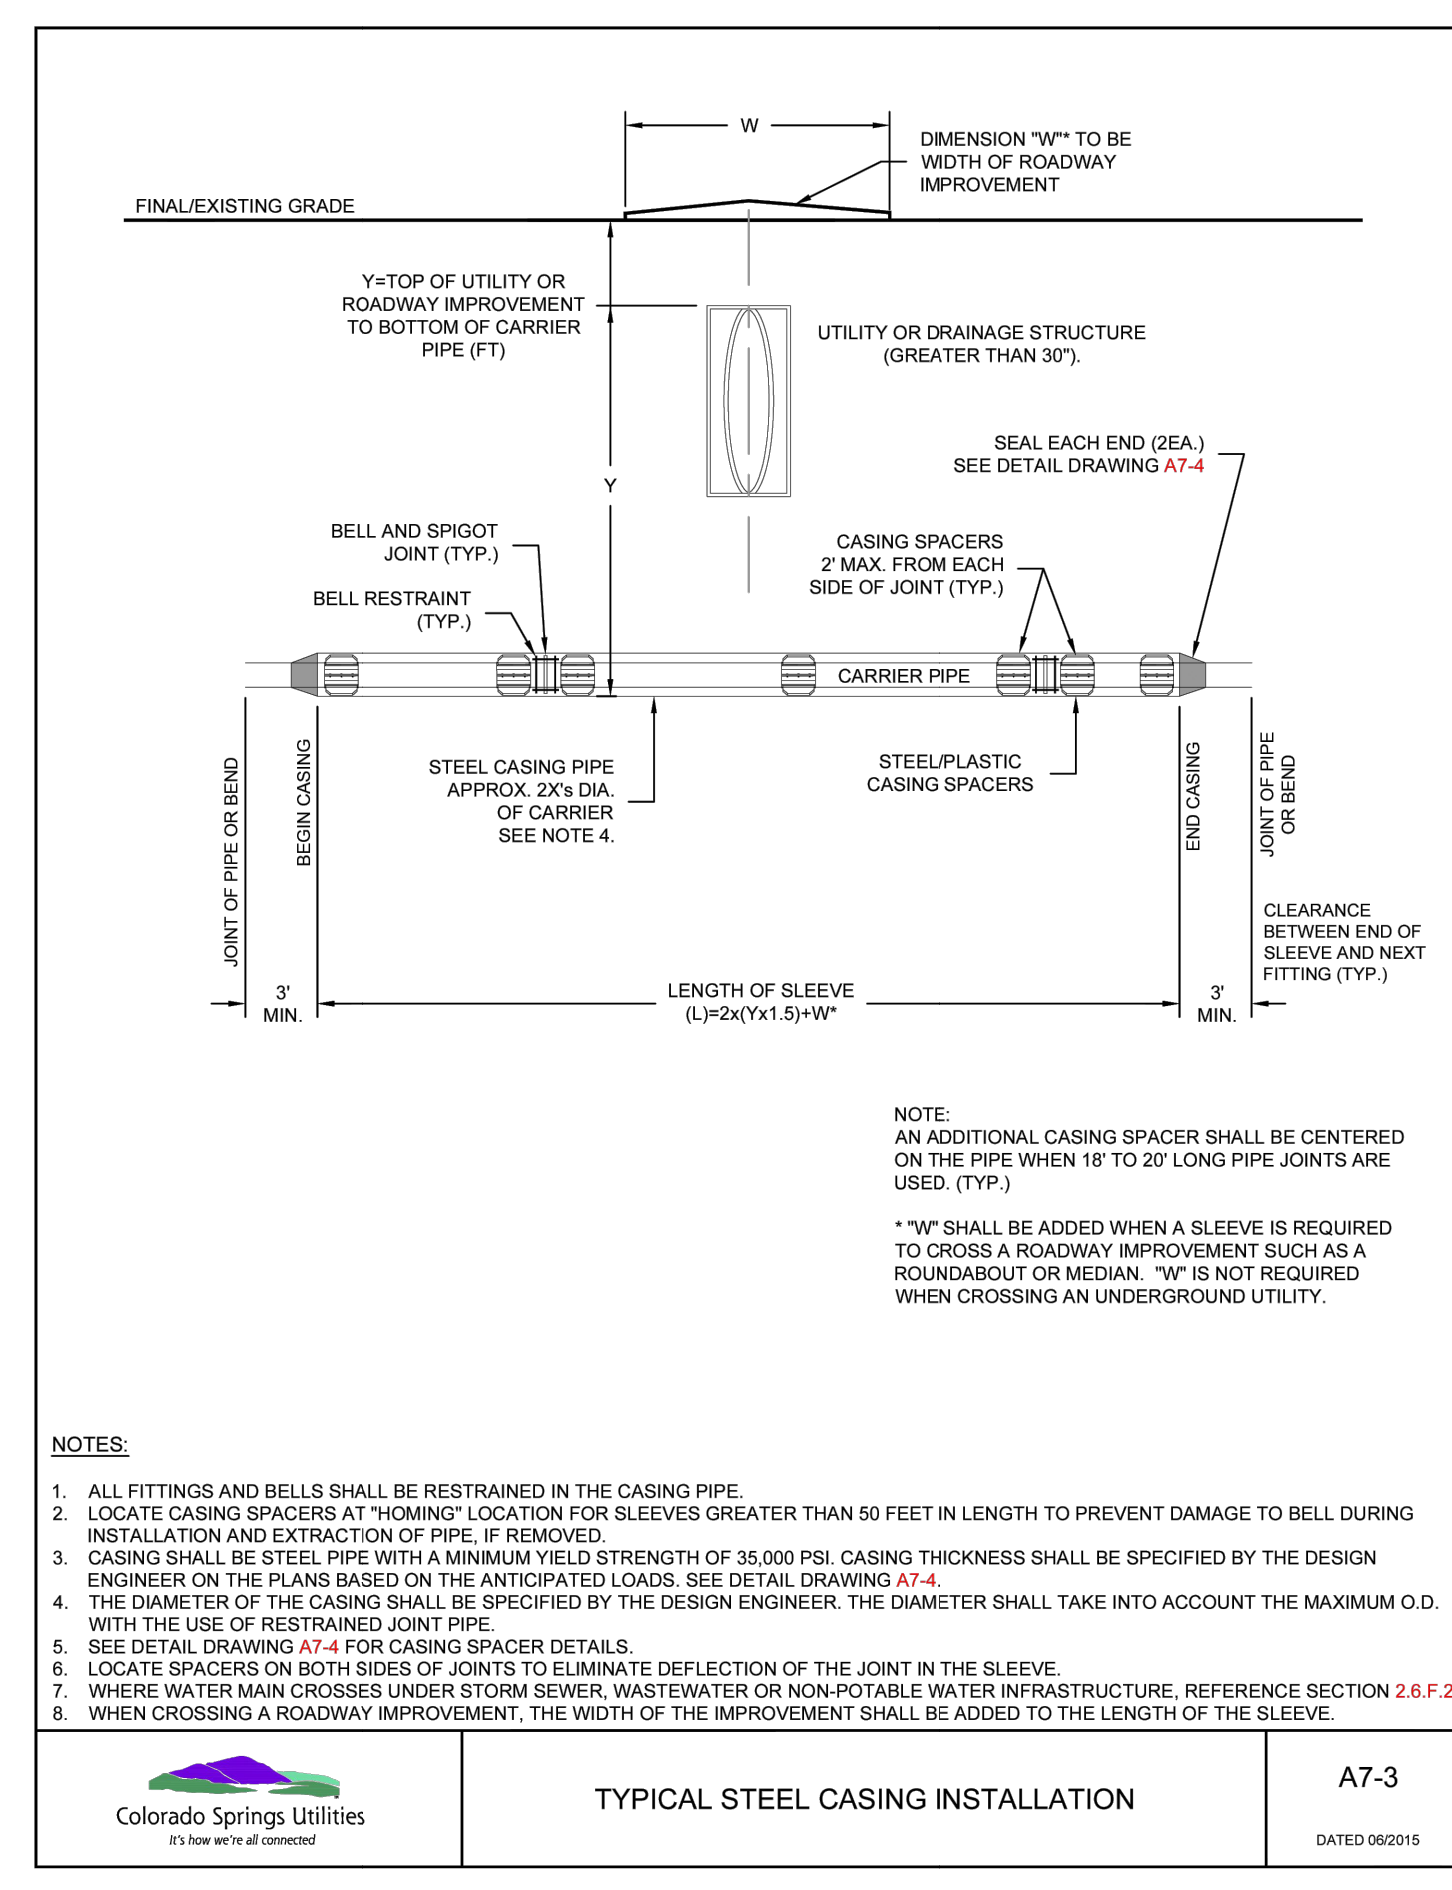 W
DIMENSION "W"* TO BE
WIDTH OF ROADWAY
IMPROVEMENT
FINAL/EXISTING GRADE
Y=TOP OF UTILITY OR
ROADWAY IMPROVEMENT
TO BOTTOM OF CARRIER
PIPE (FT)
UTILITY OR DRAINAGE STRUCTURE
(GREATER THAN 30").
SEAL EACH END (2EA.)
SEE DETAIL DRAWING A7-4
Y
BELL AND SPIGOT
JOINT (TYP.)
CASING SPACERS
2' MAX. FROM EACH
SIDE OF JOINT (TYP.)
BELL RESTRAINT
(TYP.)
CARRIER PIPE
STEEL CASING PIPE
APPROX. 2X's DIA.
OF CARRIER
SEE NOTE 4.
STEEL/PLASTIC
CASING SPACERS
JOINT OF PIPE OR BEND
BEGIN CASING
END CASING
JOINT OF PIPE
OR BEND
CLEARANCE
BETWEEN END OF
SLEEVE AND NEXT
FITTING (TYP.)
3'
MIN.
LENGTH OF SLEEVE
(L)=2x(Yx1.5)+W*
3'
MIN.
NOTE:
AN ADDITIONAL CASING SPACER SHALL BE CENTERED
ON THE PIPE WHEN 18' TO 20' LONG PIPE JOINTS ARE
USED. (TYP.)
* "W" SHALL BE ADDED WHEN A SLEEVE IS REQUIRED
TO CROSS A ROADWAY IMPROVEMENT SUCH AS A
ROUNDABOUT OR MEDIAN. "W" IS NOT REQUIRED
WHEN CROSSING AN UNDERGROUND UTILITY.
NOTES:
1. ALL FITTINGS AND BELLS SHALL BE RESTRAINED IN THE CASING PIPE.
2. LOCATE CASING SPACERS AT "HOMING" LOCATION FOR SLEEVES GREATER THAN 50 FEET IN LENGTH TO PREVENT DAMAGE TO BELL DURING
INSTALLATION AND EXTRACTION OF PIPE, IF REMOVED.
3. CASING SHALL BE STEEL PIPE WITH A MINIMUM YIELD STRENGTH OF 35,000 PSI. CASING THICKNESS SHALL BE SPECIFIED BY THE DESIGN
ENGINEER ON THE PLANS BASED ON THE ANTICIPATED LOADS. SEE DETAIL DRAWING A7-4.
4. THE DIAMETER OF THE CASING SHALL BE SPECIFIED BY THE DESIGN ENGINEER. THE DIAMETER SHALL TAKE INTO ACCOUNT THE MAXIMUM O.D.
WITH THE USE OF RESTRAINED JOINT PIPE.
5. SEE DETAIL DRAWING A7-4 FOR CASING SPACER DETAILS.
6. LOCATE SPACERS ON BOTH SIDES OF JOINTS TO ELIMINATE DEFLECTION OF THE JOINT IN THE SLEEVE.
7. WHERE WATER MAIN CROSSES UNDER STORM SEWER, WASTEWATER OR NON-POTABLE WATER INFRASTRUCTURE, REFERENCE SECTION 2.6.F.2
8. WHEN CROSSING A ROADWAY IMPROVEMENT, THE WIDTH OF THE IMPROVEMENT SHALL BE ADDED TO THE LENGTH OF THE SLEEVE.
Colorado Springs Utilities
It's how we're all connected
TYPICAL STEEL CASING INSTALLATION
A7-3
DATED 06/2015